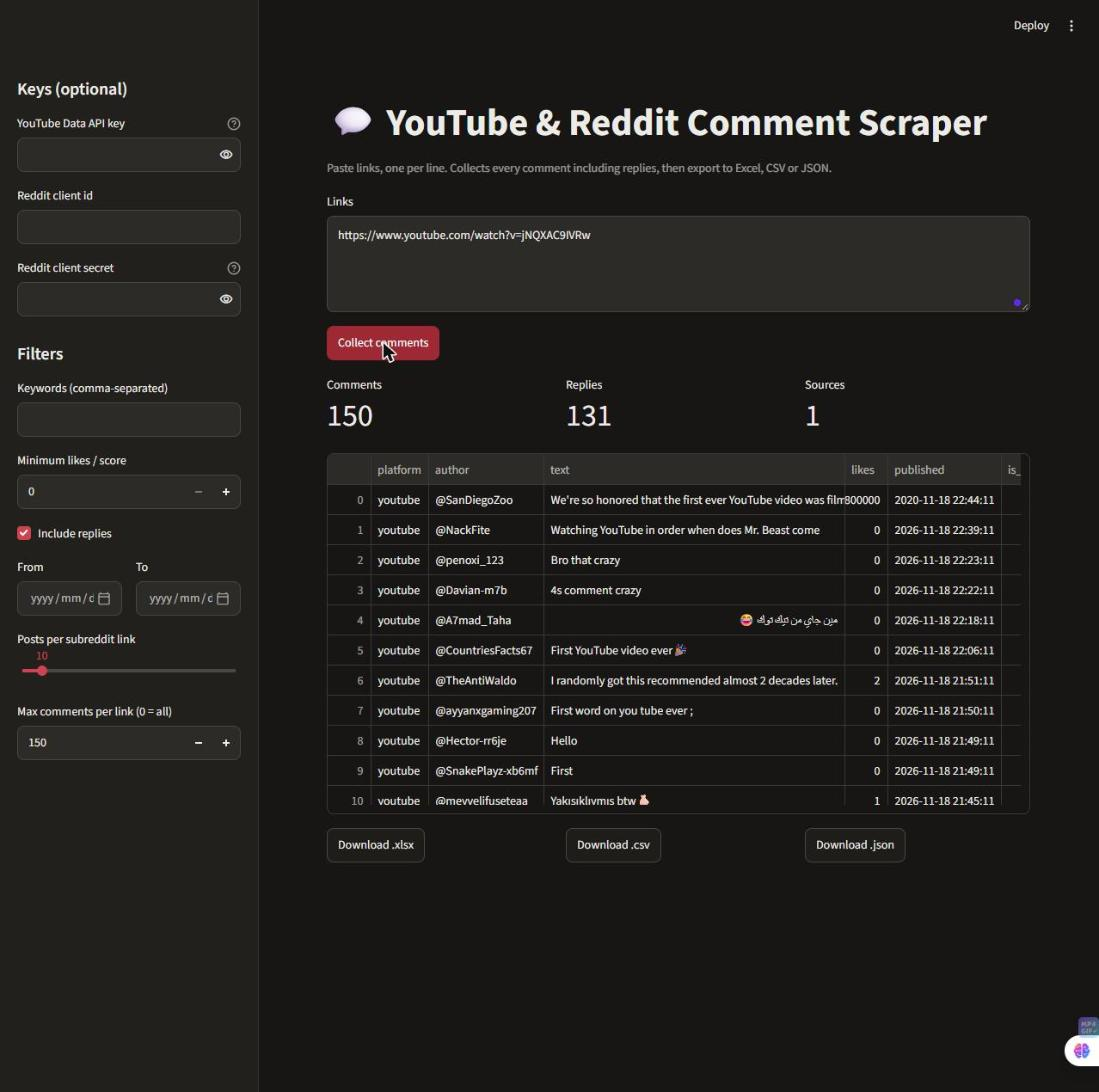 Deploy
Keys (optional)
YouTube Data API key
Reddit client id
Reddit client secret
Filters
Keywords (comma-separated)
Minimum likes / score
0
Include replies
From To
yyyy/mm/d yyyy/mm/d
Posts per subreddit link
10
Max comments per link (0 = all)
150
YouTube & Reddit Comment Scraper
Paste links, one per line. Collects every comment including replies, then export to Excel, CSV or JSON.
Links
https://www.youtube.com/watch?v=jNQXAC9IVRw
Collect comments
Comments Replies Sources
150 131 1
platform author text likes published is_
0 youtube @SanDiegoZoo We're so honored that the first ever YouTube video was film 800000 2020-11-18 22:44:11
1 youtube @NackFite Watching YouTube in order when does Mr. Beast come 0 2026-11-18 22:39:11
2 youtube @penoxi_123 Bro that crazy 0 2026-11-18 22:23:11
3 youtube @Davian-m7b 4s comment crazy 0 2026-11-18 22:22:11
4 youtube @A7mad_Taha مين جاي من تيك توك 😂 0 2026-11-18 22:18:11
5 youtube @CountriesFacts67 First YouTube video ever🎉 0 2026-11-18 22:06:11
6 youtube @TheAntiWaldo I randomly got this recommended almost 2 decades later. 2 2026-11-18 21:51:11
7 youtube @ayyanxgaming207 First word on you tube ever ; 0 2026-11-18 21:50:11
8 youtube @Hector-rr6je Hello 0 2026-11-18 21:49:11
9 youtube @SnakePlayz-xb6mf First 0 2026-11-18 21:49:11
10 youtube @mevvelifuseteaa Yakısıklıymıs btw 1 2026-11-18 21:45:11
Download .xlsx Download .csv Download .json